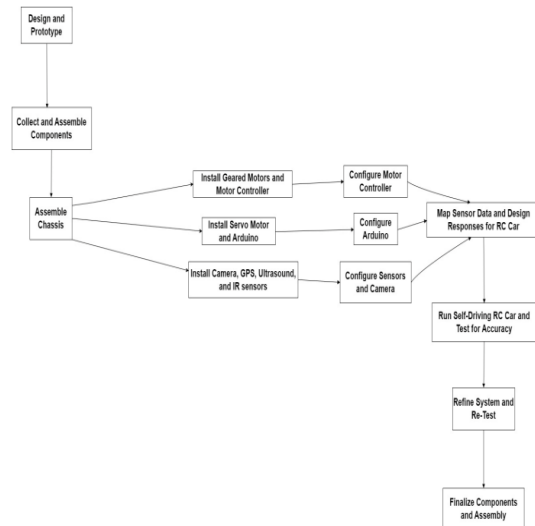 Design and
Prototype
Collect and Assemble
Components
Assemble
Chassis
Install Geared Motors and
Motor Controller
Configure Motor
Controller
Install Servo Motor
and Arduino
Configure
Arduino
Install Camera, GPS, Ultrasound,
and IR sensors
Configure Sensors
and Camera
Map Sensor Data and Design
Responses for RC Car
Run Self-Driving RC Car and
Test for Accuracy
Refine System and
Re-Test
Finalize Components
and Assembly